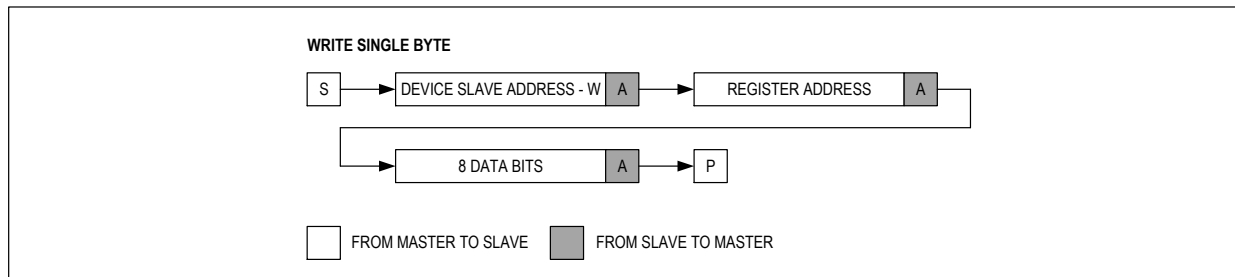 WRITE SINGLE BYTE
S DEVICE SLAVE ADDRESS - W A REGISTER ADDRESS A
8 DATA BITS A P
FROM MASTER TO SLAVE FROM SLAVE TO MASTER